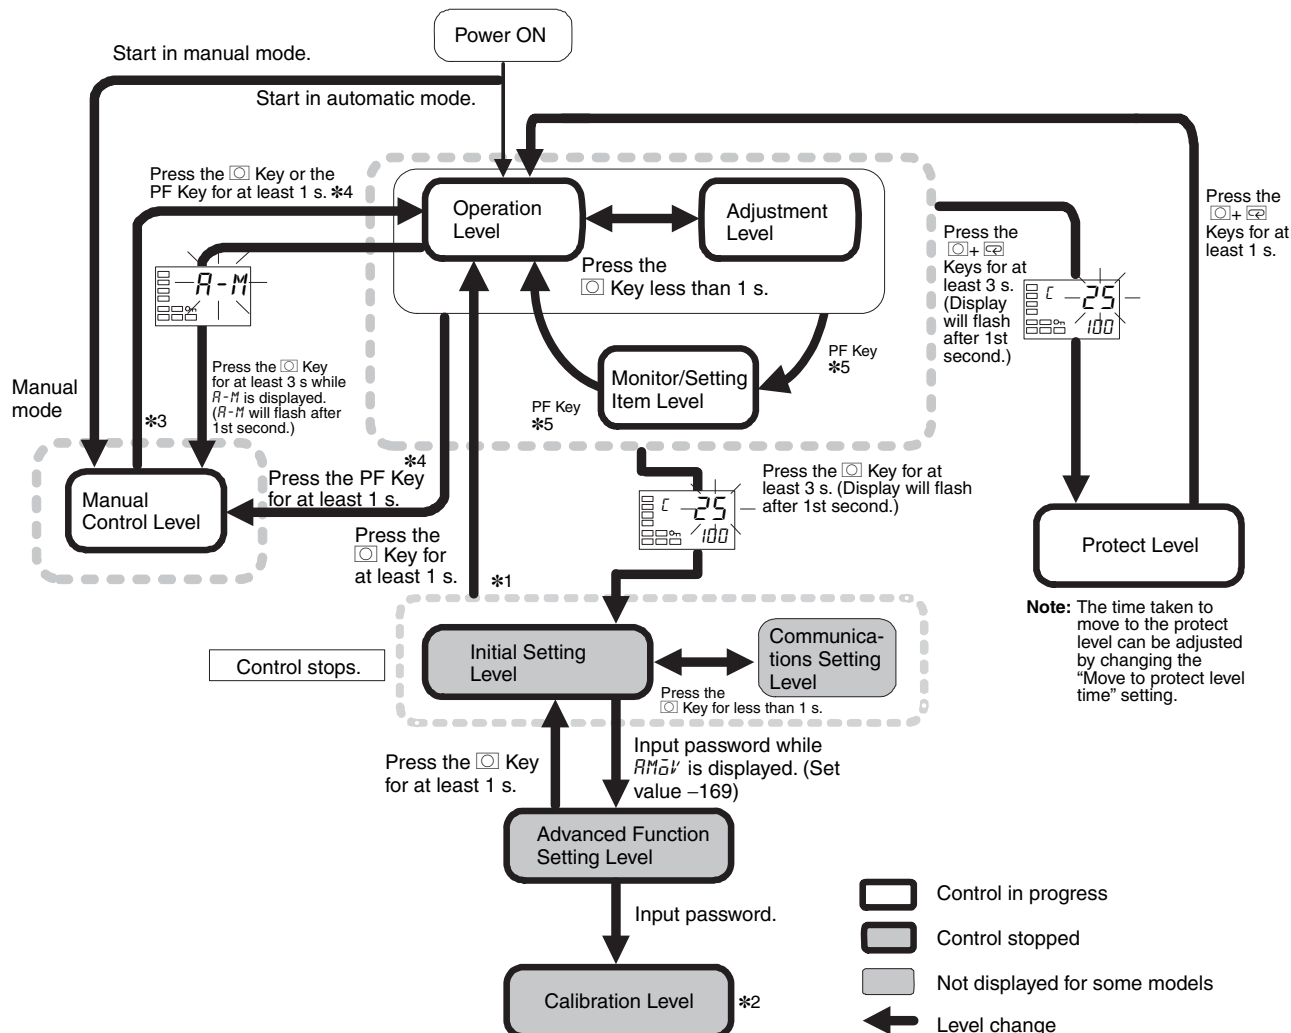 Power ON
Start in manual mode.
Start in automatic mode.
Press the Key or the
PF Key for at least 1 s. ✻4
Operation
Level
Adjustment
Level
Press the
Key less than 1 s.
A-M
Press the Key
for at least 3 s while
A-M is displayed.
(A-M will flash after
1st second.)
Manual
mode
✻3
Monitor/Setting
Item Level
PF Key
✻5
PF Key
✻5
Press the
+
Keys for at
least 3 s.
(Display
will flash
after 1st
second.)
C 25
100
Press the
+
Keys for at
least 1 s.
Manual
Control Level
✻4
Press the PF Key
for at least 1 s.
Press the
Key for
at least 1 s.
✻1
C 25
100
Press the Key for at
least 3 s. (Display will flash
after 1st second.)
Protect Level
Note: The time taken to
move to the protect
level can be adjusted
by changing the
“Move to protect level
time” setting.
Control stops.
Initial Setting
Level
Communica-
tions Setting
Level
Press the
Key for less than 1 s.
Press the Key
for at least 1 s.
Input password while
AMoV is displayed. (Set
value −169)
Advanced Function
Setting Level
Input password.
Calibration Level
✻2
Control in progress
Control stopped
Not displayed for some models
Level change